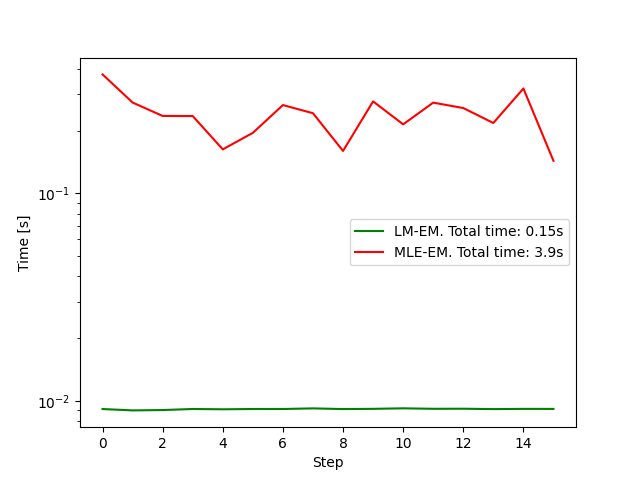 Time [s]
10⁻¹
10⁻²
LM-EM. Total time: 0.15s
MLE-EM. Total time: 3.9s
0 2 4 6 8 10 12 14
Step